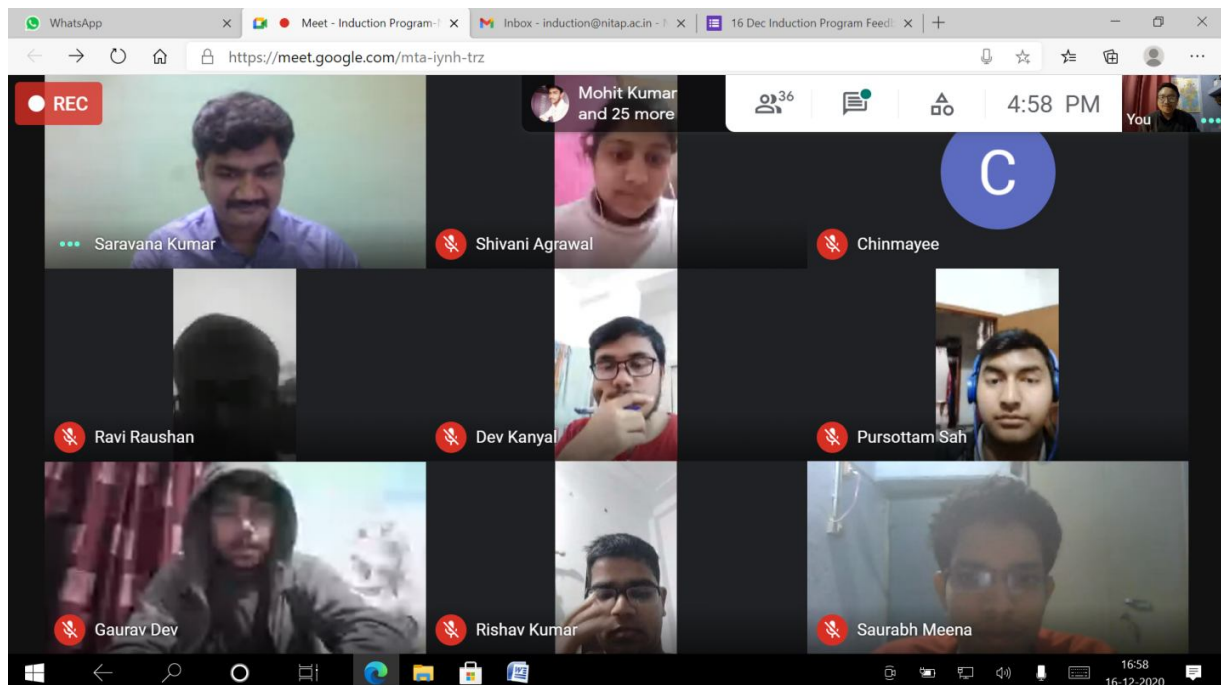 WhatsApp
Meet - Induction Program-
Inbox - induction@nitap.ac.in -
16 Dec Induction Program Feed
https://meet.google.com/mta-iynh-trz
REC
Mohit Kumar
and 25 more
36
4:58 PM
You
Saravana Kumar
Shivani Agrawal
C
Chinmayee
Ravi Raushan
Dev Kanyal
Pursottam Sah
Gaurav Dev
Rishav Kumar
Saurabh Meena
16:58
16-12-2020